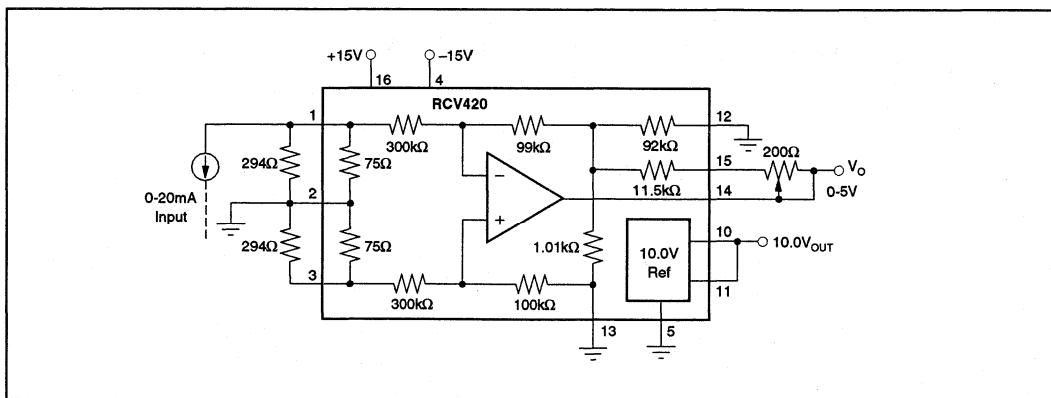 +15V
–15V
16
4
RCV420
1
12
300kΩ
99kΩ
92kΩ
294Ω
75Ω
15
200Ω
11.5kΩ
14
VO
0-5V
0-20mA
Input
2
–
+
294Ω
75Ω
1.01kΩ
10.0V
Ref
10
10.0VOUT
11
3
300kΩ
100kΩ
13
5